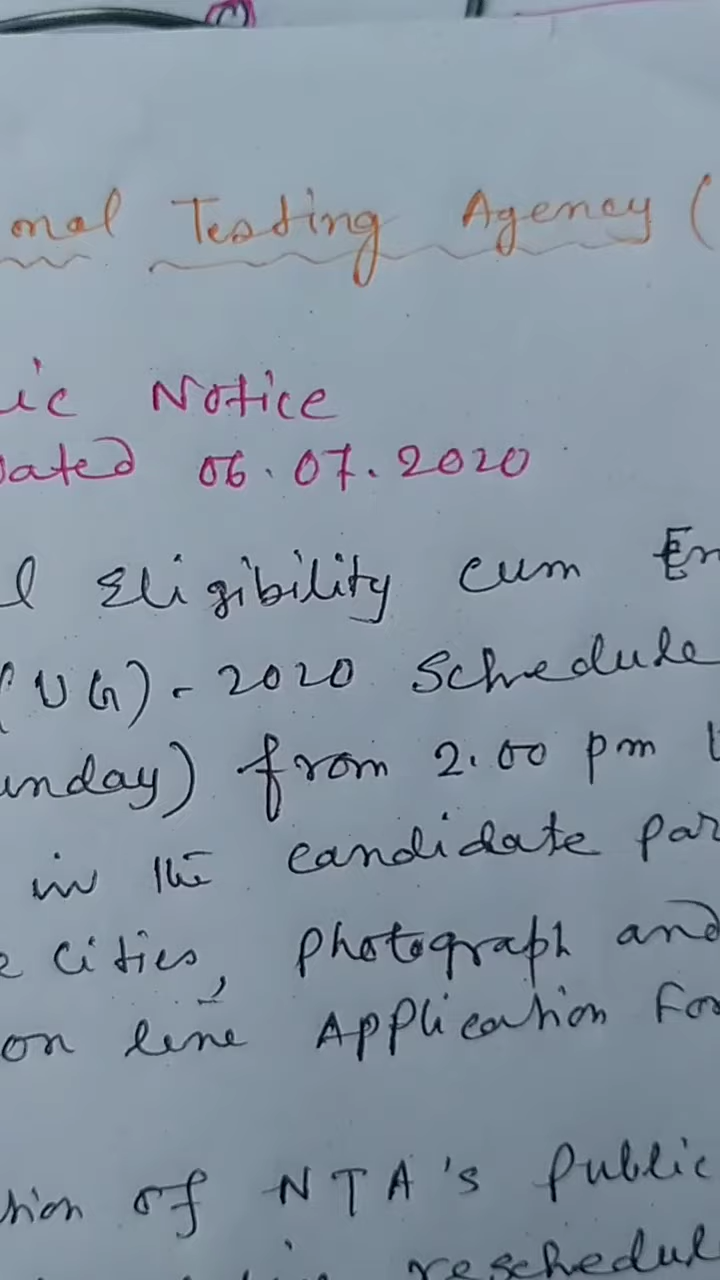 onal Testing Agency (
ic Notice
ated 06.07.2020
l Eligibility cum En
(UG)-2020 Schedule
unday) from 2.00 pm
in the candidate par
e Cities, Photograph and
on line Application For
tion of NTA's Public
reschedul